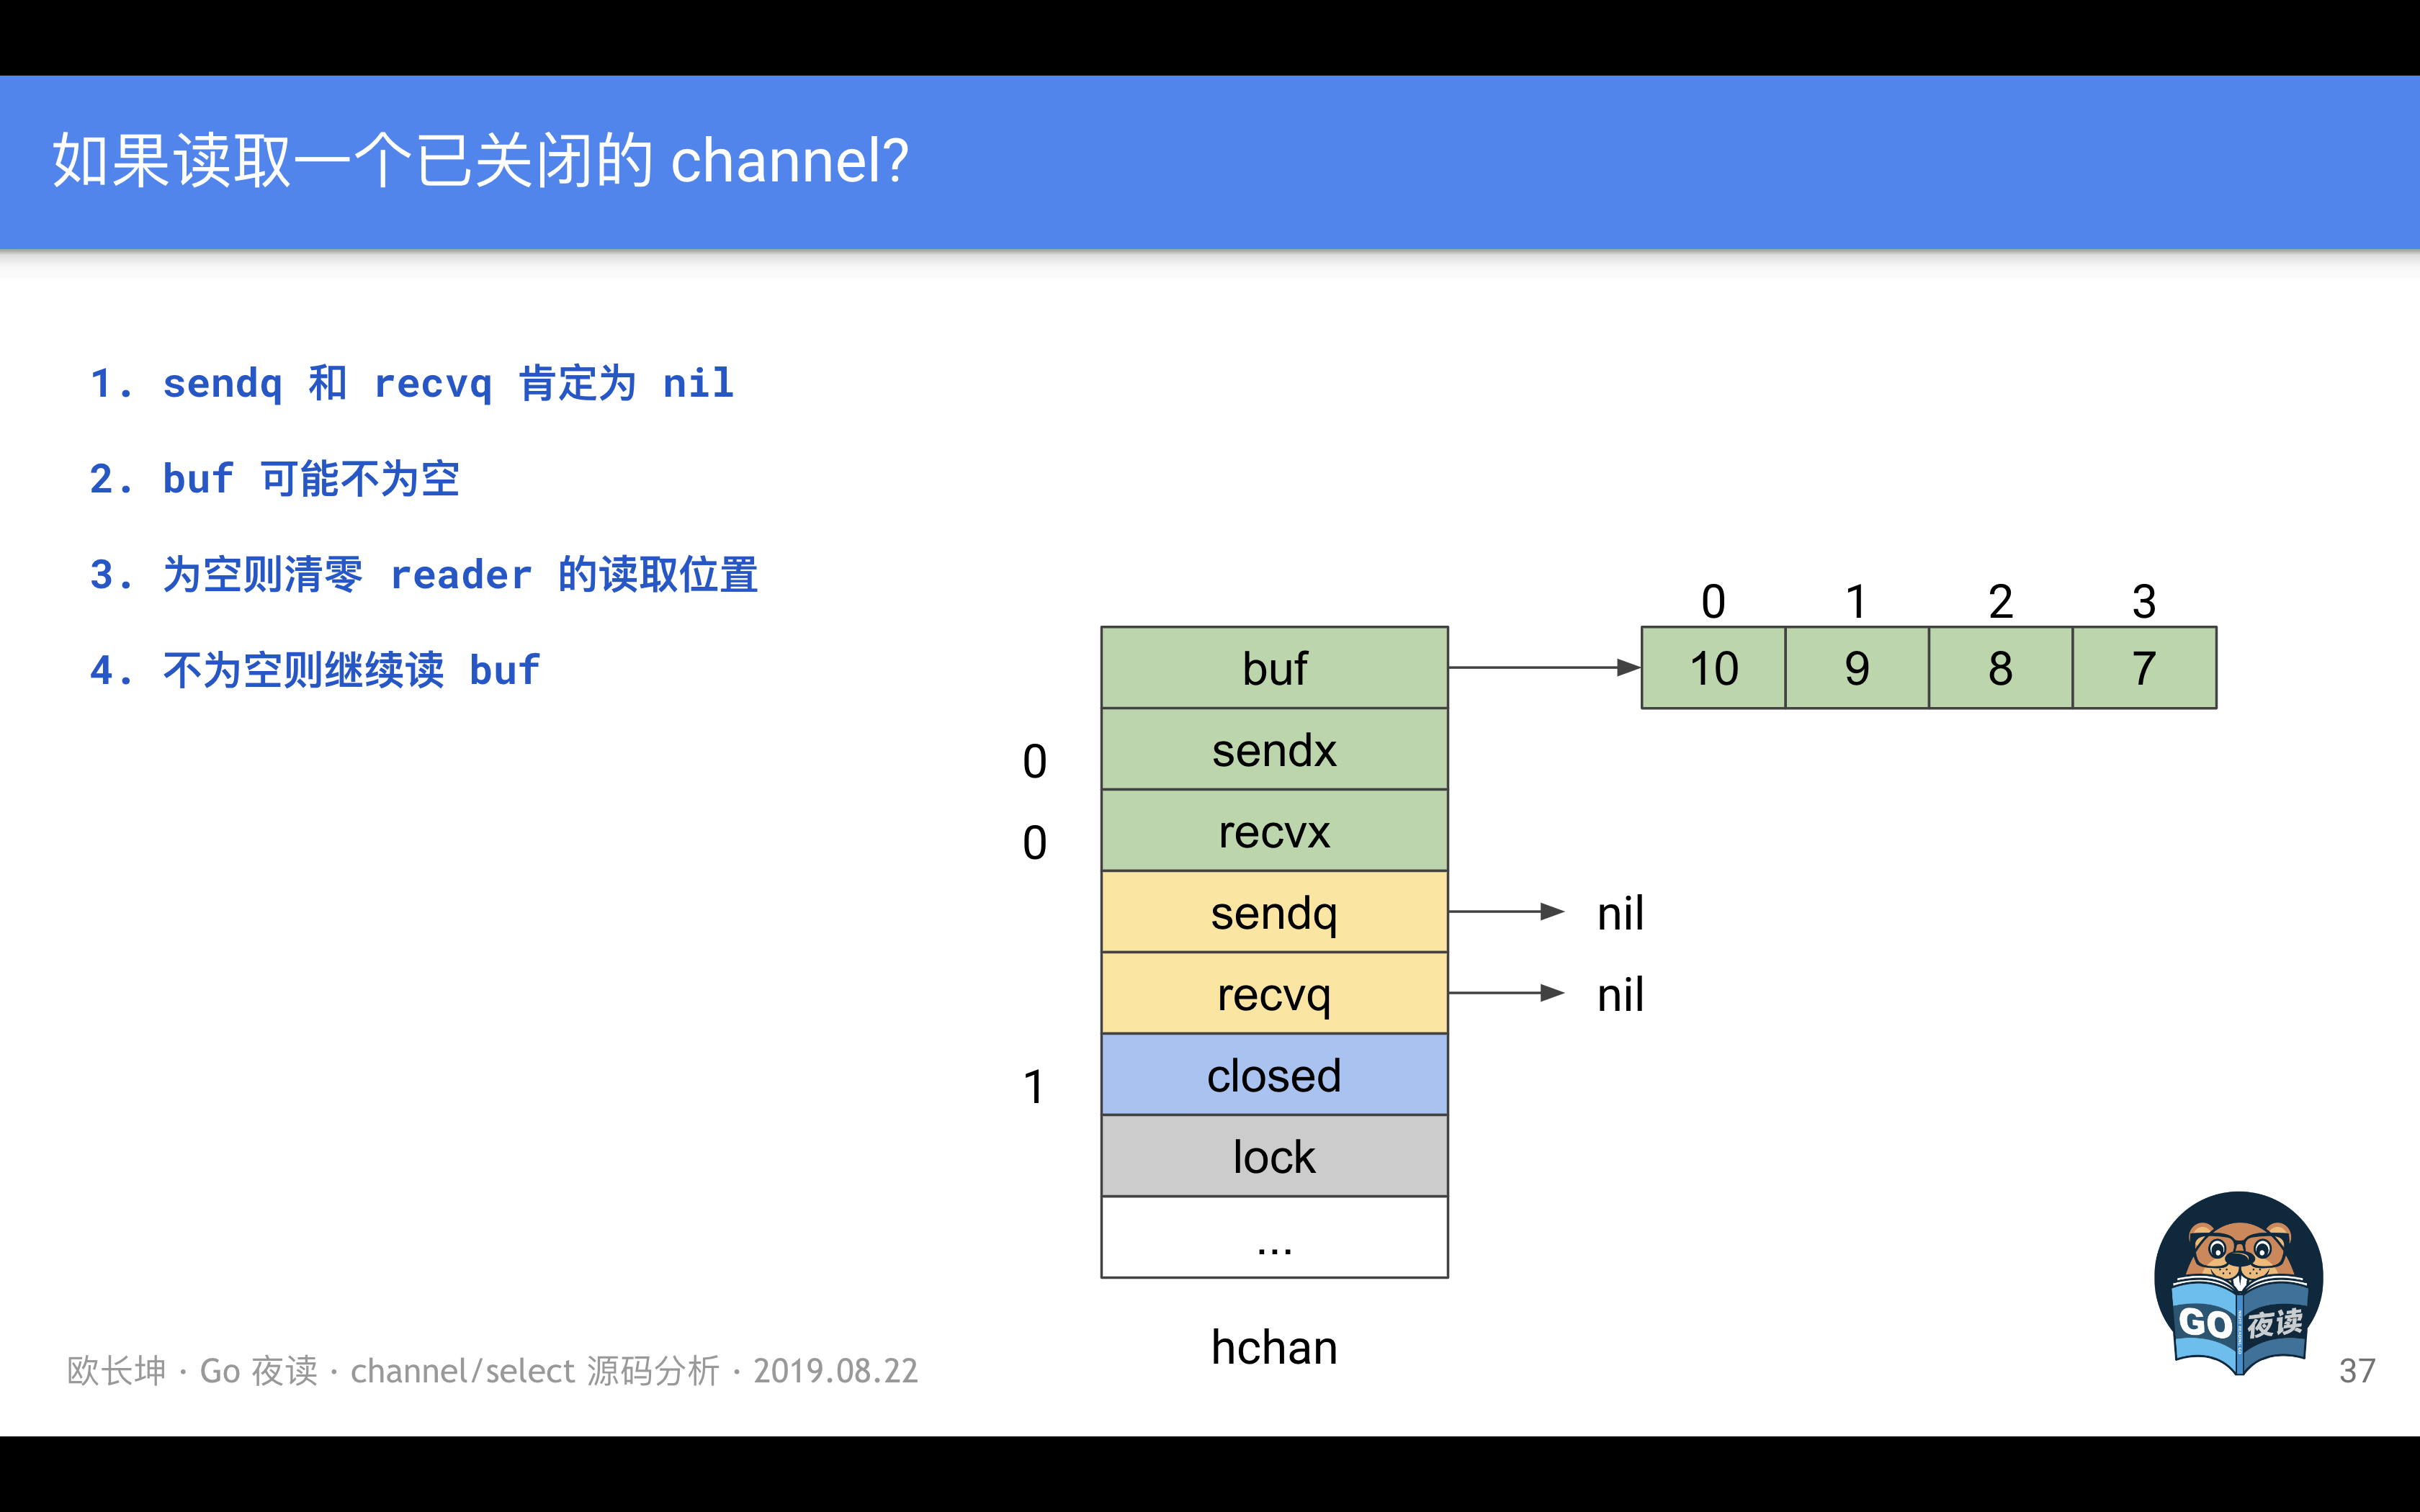 如果读取一个已关闭的 channel?
1. sendq 和 recvq 肯定为 nil
2. buf 可能不为空
3. 为空则清零 reader 的读取位置
4. 不为空则继续读 buf
0 1 2 3
buf 10 9 8 7
0 sendx
0 recvx
sendq nil
recvq nil
1 closed
lock
...
hchan
GO 夜读
欧长坤 · Go 夜读 · channel/select 源码分析 · 2019.08.22
37